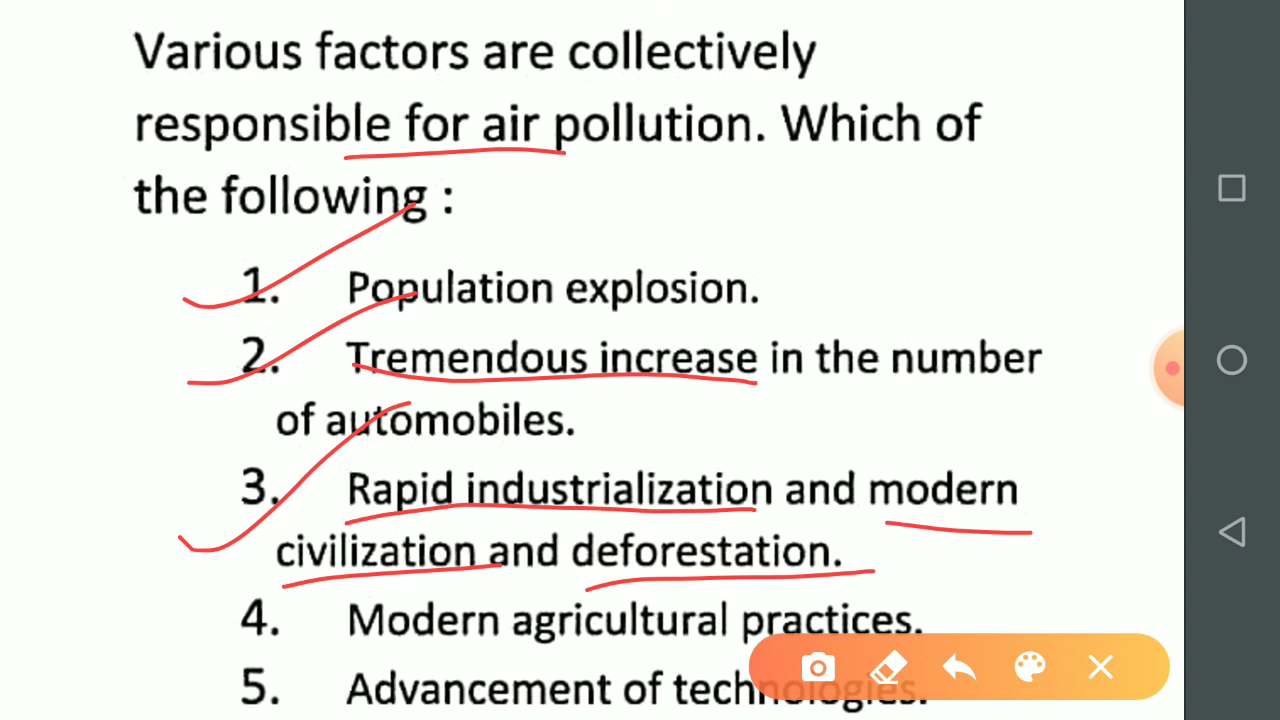 Various factors are collectively
responsible for air pollution. Which of
the following :
1. Population explosion.
2. Tremendous increase in the number
of automobiles.
3. Rapid industrialization and modern
civilization and deforestation.
4. Modern agricultural practices.
5. Advancement of technologies.